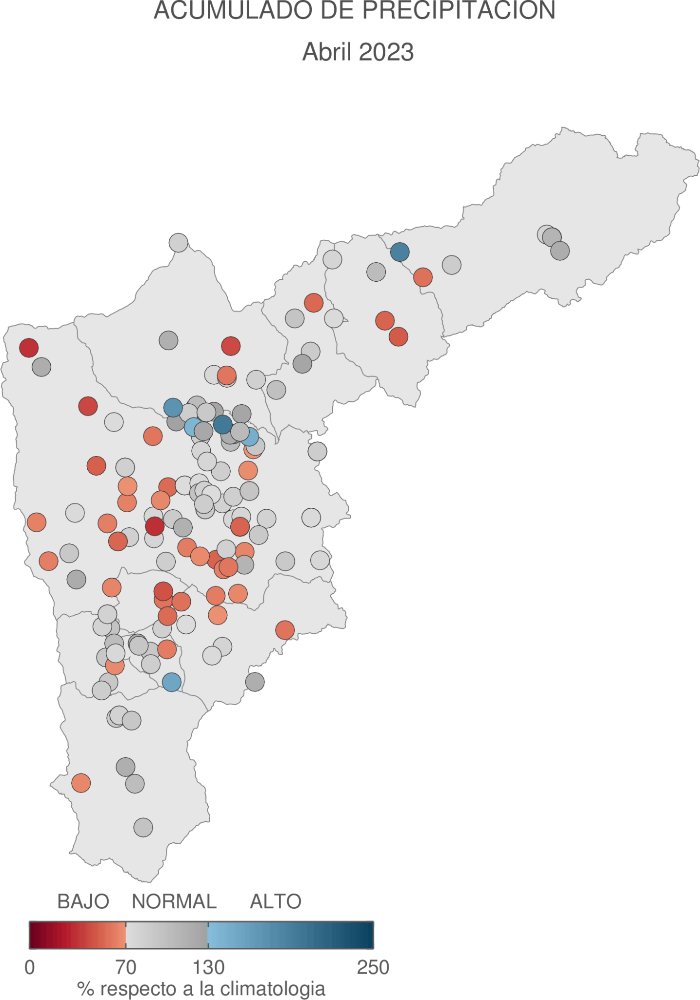 ACUMULADO DE PRECIPITACION
Abril 2023
BAJO NORMAL ALTO
0 70 130 250
% respecto a la climatologia